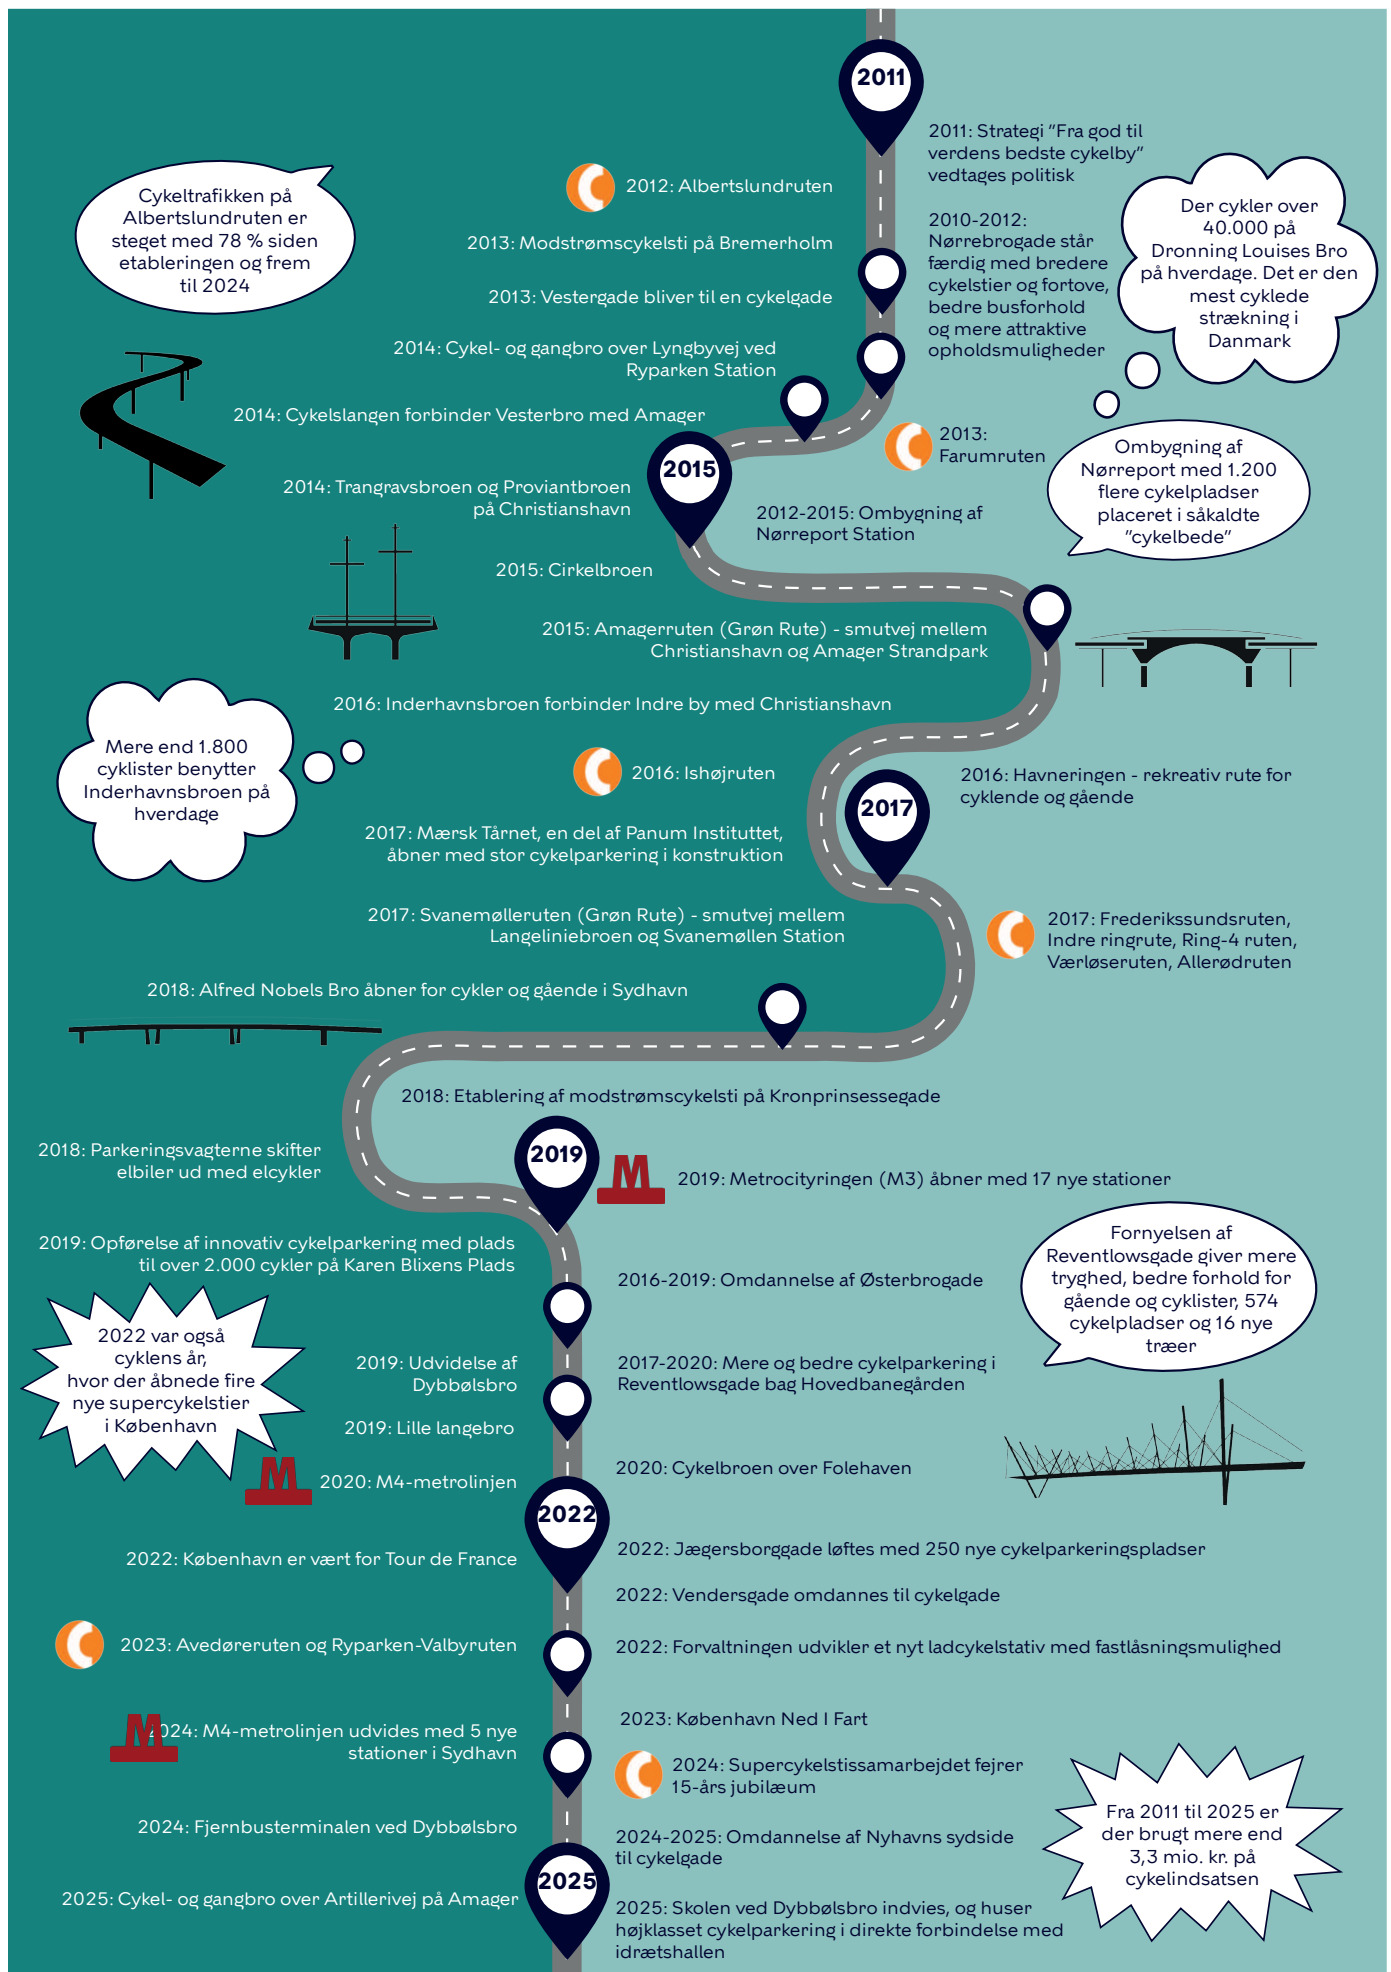 2011
2011: Strategi "Fra god til
verdens bedste cykelby"
vedtages politisk
Cykeltrafikken på
Albertslundruten er
steget med 78 % siden
etableringen og frem
til 2024
2012: Albertslundruten
2013: Modstrømscykelsti på Bremerholm
2013: Vestergade bliver til en cykelgade
2010-2012:
Nørrebrogade står
færdig med bredere
cykelstier og fortove,
bedre busforhold
og mere attraktive
opholdsmuligheder
Der cykler over
40.000 på
Dronning Louises Bro
på hverdage. Det er den
mest cyklede
strækning i
Danmark
2014: Cykel- og gangbro over Lyngbyvej ved
Ryparken Station
2014: Cykelslangen forbinder Vesterbro med Amager
2013:
Farumruten
2015
2014: Trangravsbroen og Proviantbroen
på Christianshavn
2012-2015: Ombygning af
Nørreport Station
Ombygning af
Nørreport med 1.200
flere cykelpladser
placeret i såkaldte
"cykelbede"
2015: Cirkelbroen
2015: Amagerruten (Grøn Rute) - smutvej mellem
Christianshavn og Amager Strandpark
2016: Inderhavnsbroen forbinder Indre by med Christianshavn
Mere end 1.800
cyklister benytter
Inderhavnsbroen på
hverdage
2016: Ishøjruten
2016: Havneringen - rekreativ rute for
cyklende og gående
2017
2017: Mærsk Tårnet, en del af Panum Instituttet,
åbner med stor cykelparkering i konstruktion
2017: Svanemølleruten (Grøn Rute) - smutvej mellem
Langeliniebroen og Svanemøllen Station
2017: Frederikssundsruten,
Indre ringrute, Ring-4 ruten,
Værløseruten, Allerødruten
2018: Alfred Nobels Bro åbner for cykler og gående i Sydhavn
2018: Etablering af modstrømscykelsti på Kronprinsessegade
2018: Parkeringsvagterne skifter
elbiler ud med elcykler
2019
M
2019: Metrocityringen (M3) åbner med 17 nye stationer
2019: Opførelse af innovativ cykelparkering med plads
til over 2.000 cykler på Karen Blixens Plads
2016-2019: Omdannelse af Østerbrogade
Fornyelsen af
Reventlowsgade giver mere
tryghed, bedre forhold for
gående og cyklister, 574
cykelpladser og 16 nye
træer
2022 var også
cyklens år,
hvor der åbnede fire
nye supercykelstier
i København
2019: Udvidelse af
Dybbølsbro
2017-2020: Mere og bedre cykelparkering i
Reventlowsgade bag Hovedbanegården
2019: Lille langebro
M
2020: M4-metrolinjen
2020: Cykelbroen over Folehaven
2022
2022: København er vært for Tour de France
2022: Jægersborggade løftes med 250 nye cykelparkeringspladser
2022: Vendersgade omdannes til cykelgade
2023: Avedøreruten og Ryparken-Valbyruten
2022: Forvaltningen udvikler et nyt ladcykelstativ med fastlåsningsmulighed
2023: København Ned I Fart
M
2024: M4-metrolinjen udvides med 5 nye
stationer i Sydhavn
2024: Supercykelstissamarbejdet fejrer
15-års jubilæum
2024: Fjernbusterminalen ved Dybbølsbro
2024-2025: Omdannelse af Nyhavns sydside
til cykelgade
Fra 2011 til 2025 er
der brugt mere end
3,3 mio. kr. på
cykelindsatsen
2025
2025: Cykel- og gangbro over Artillerivej på Amager
2025: Skolen ved Dybbølsbro indvies, og huser
højklasset cykelparkering i direkte forbindelse med
idrætshallen